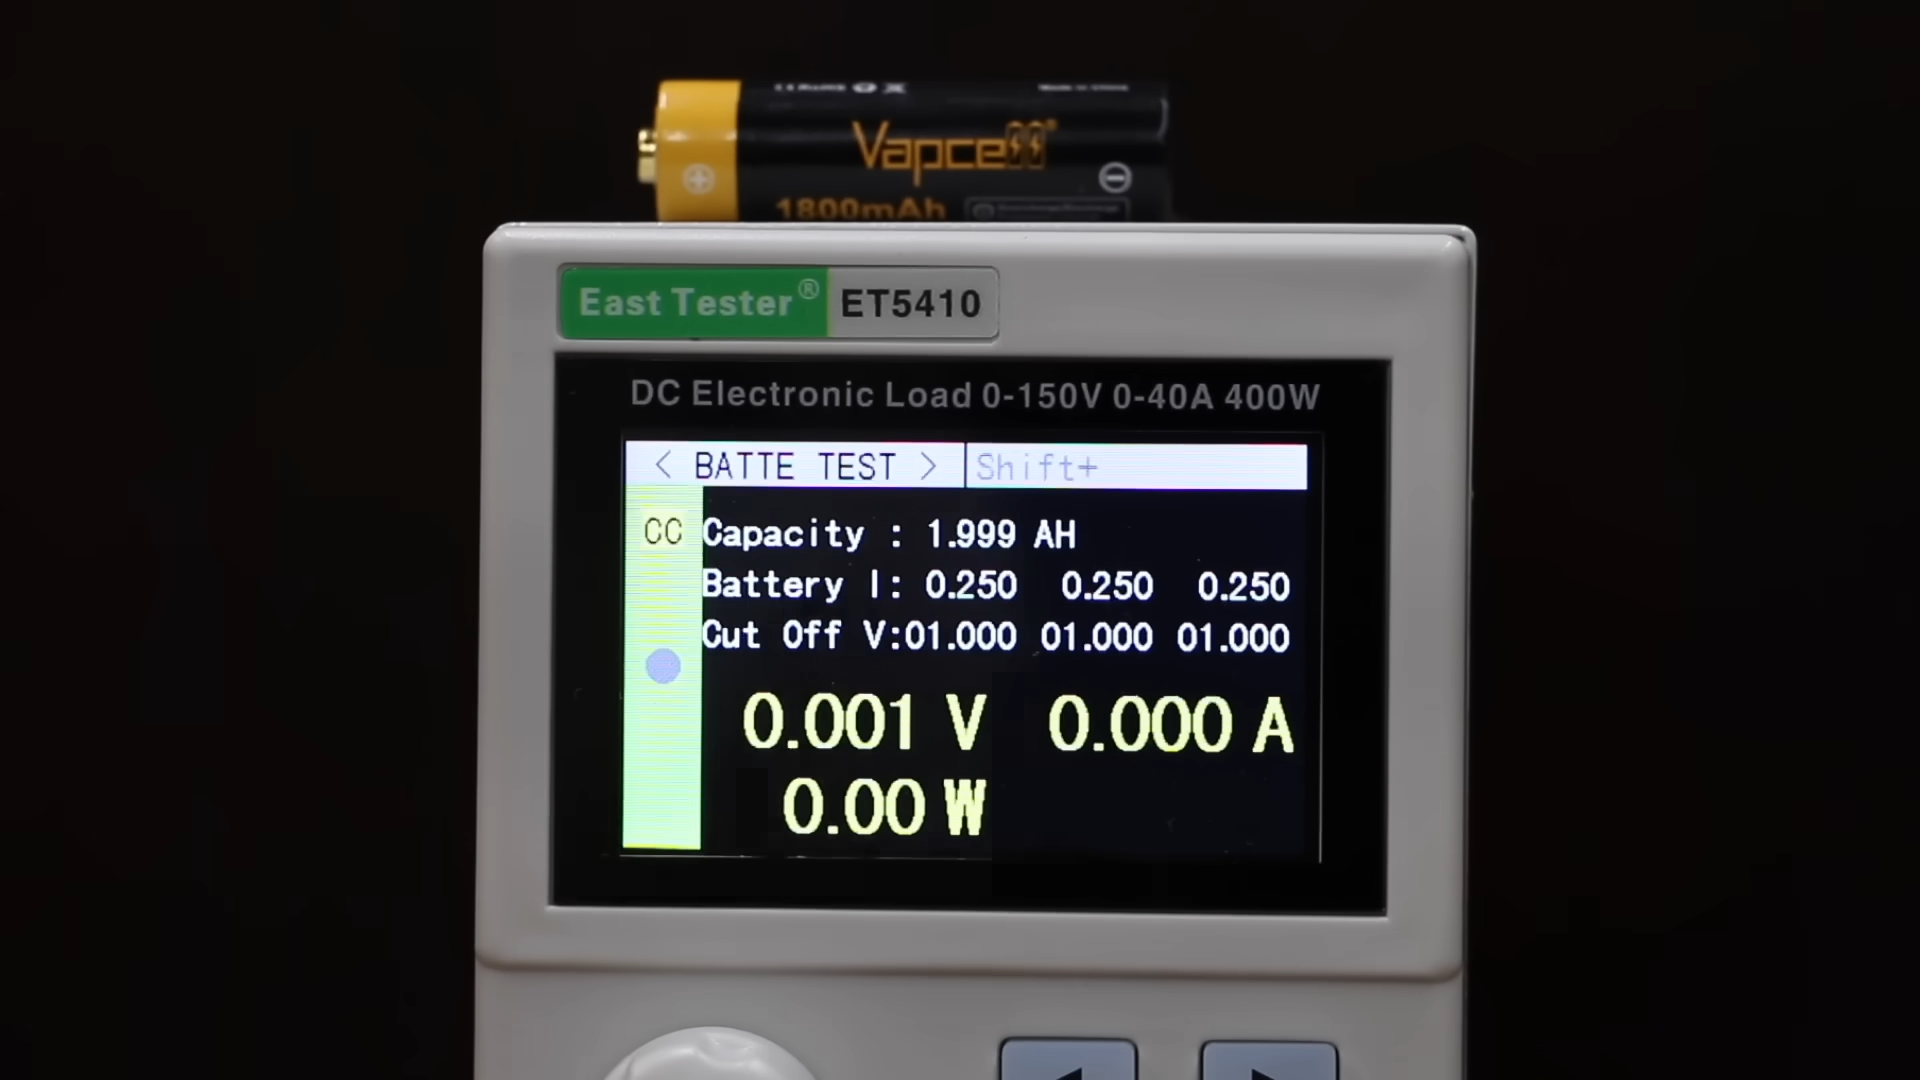 Vapcell®
1800mAh
East Tester® ET5410
DC Electronic Load 0-150V 0-40A 400W
< BATTE TEST > Shift+
CC Capacity : 1.999 AH
Battery I: 0.250 0.250 0.250
Cut Off V:01.000 01.000 01.000
0.001 V 0.000 A
0.00 W